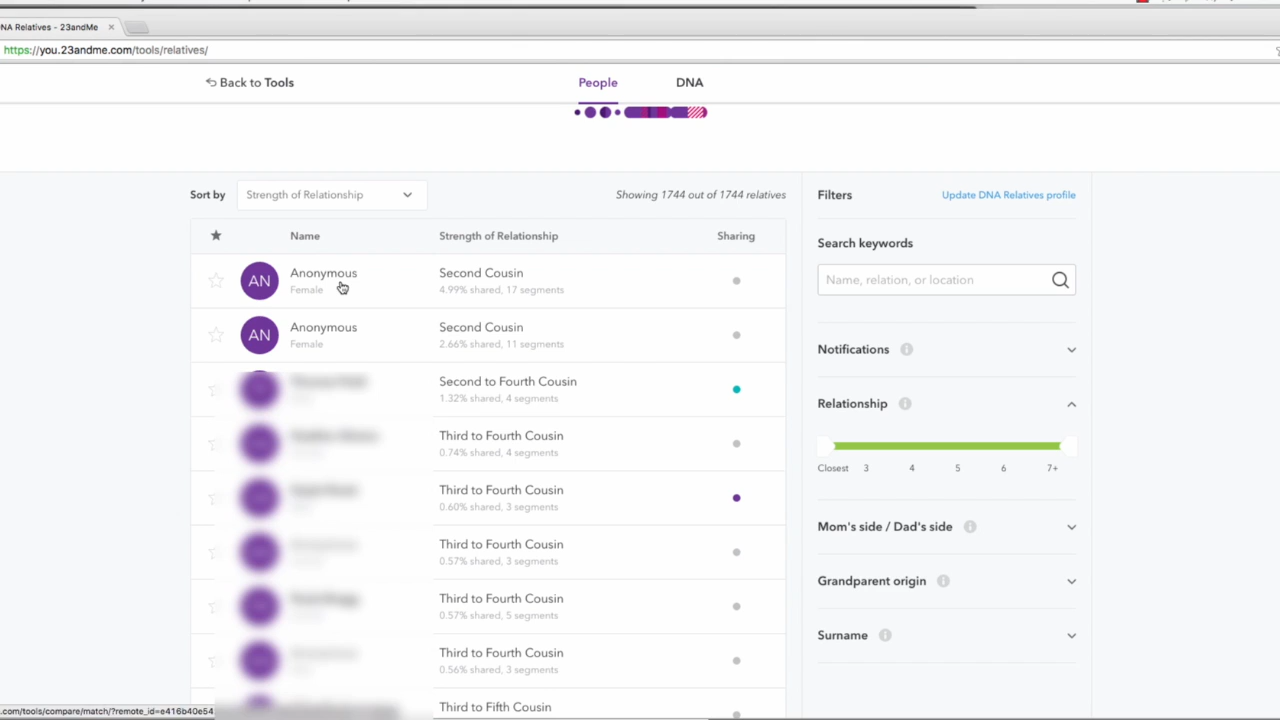 DNA Relatives - 23andMe
https://you.23andme.com/tools/relatives/
Back to Tools
People
DNA
Sort by
Strength of Relationship
Showing 1744 out of 1744 relatives
Name
Strength of Relationship
Sharing
AN
Anonymous
Female
Second Cousin
4.99% shared, 17 segments
AN
Anonymous
Female
Second Cousin
2.66% shared, 11 segments
Second to Fourth Cousin
1.32% shared, 4 segments
Third to Fourth Cousin
0.74% shared, 4 segments
Third to Fourth Cousin
0.60% shared, 3 segments
Third to Fourth Cousin
0.57% shared, 3 segments
Third to Fourth Cousin
0.57% shared, 5 segments
Third to Fourth Cousin
0.56% shared, 3 segments
Third to Fifth Cousin
Filters
Update DNA Relatives profile
Search keywords
Name, relation, or location
Notifications
Relationship
Closest 3 4 5 6 7+
Mom's side / Dad's side
Grandparent origin
Surname
.com/tools/compare/match/?remote_id=e416b40e54